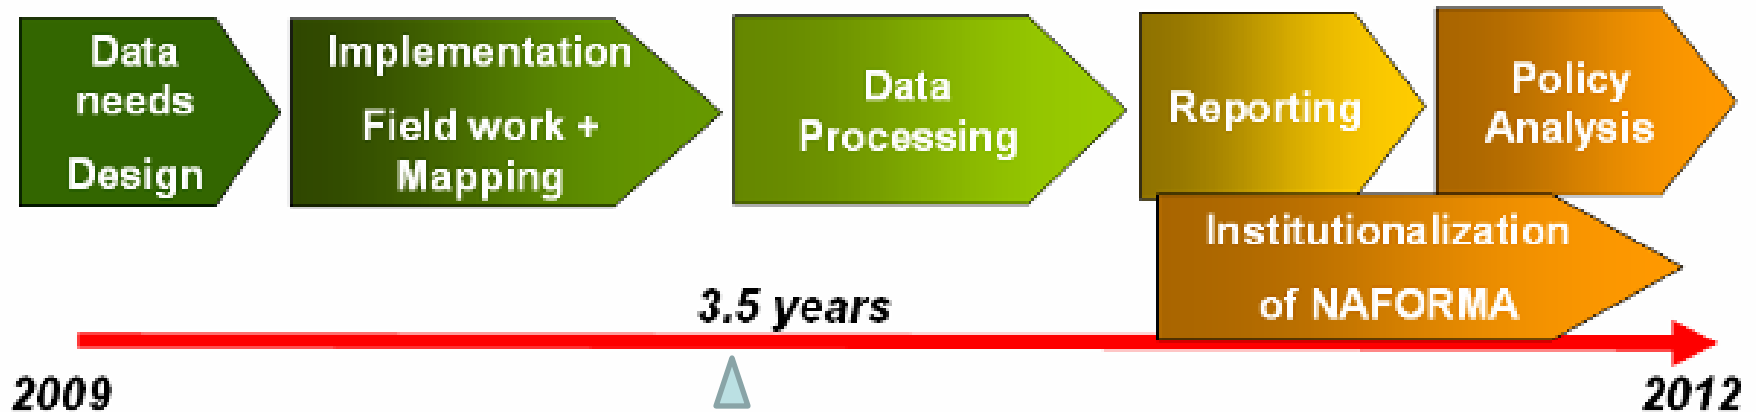 Data
needs
Design
Implementation
Field work +
Mapping
Data
Processing
Reporting
Policy
Analysis
Institutionalization
of NAFORMA
3.5 years
2009
2012